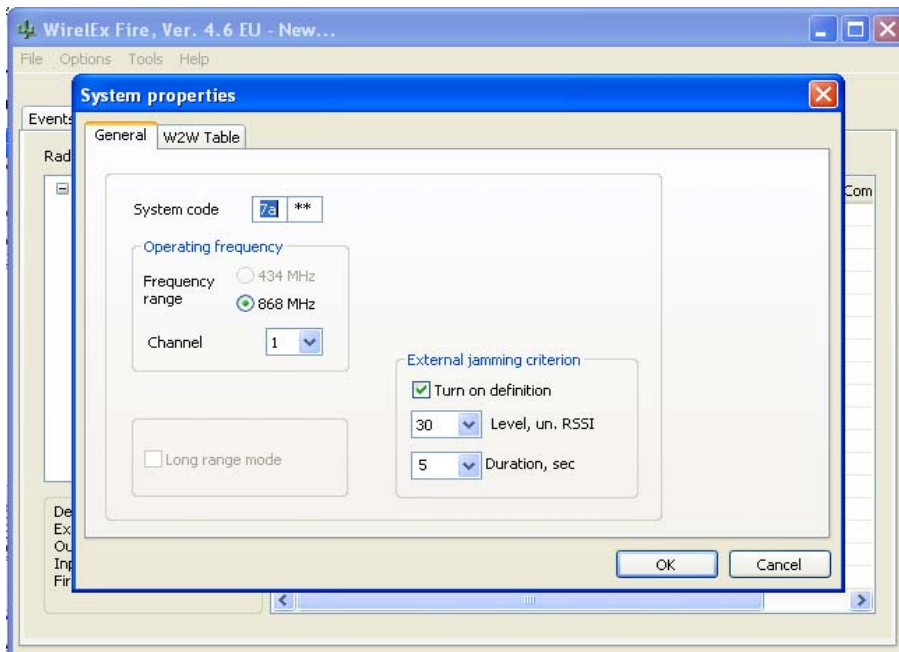 WirelEx Fire, Ver. 4.6 EU - New...
File Options Tools Help
System properties
Events
General W2W Table
Rad
Com
System code 7a **
Operating frequency
Frequency range
434 MHz
868 MHz
Channel 1
External jamming criterion
Turn on definition
30 Level, un. RSSI
Long range mode
5 Duration, sec
De
Ex
Ou
Inp
Fir
OK Cancel